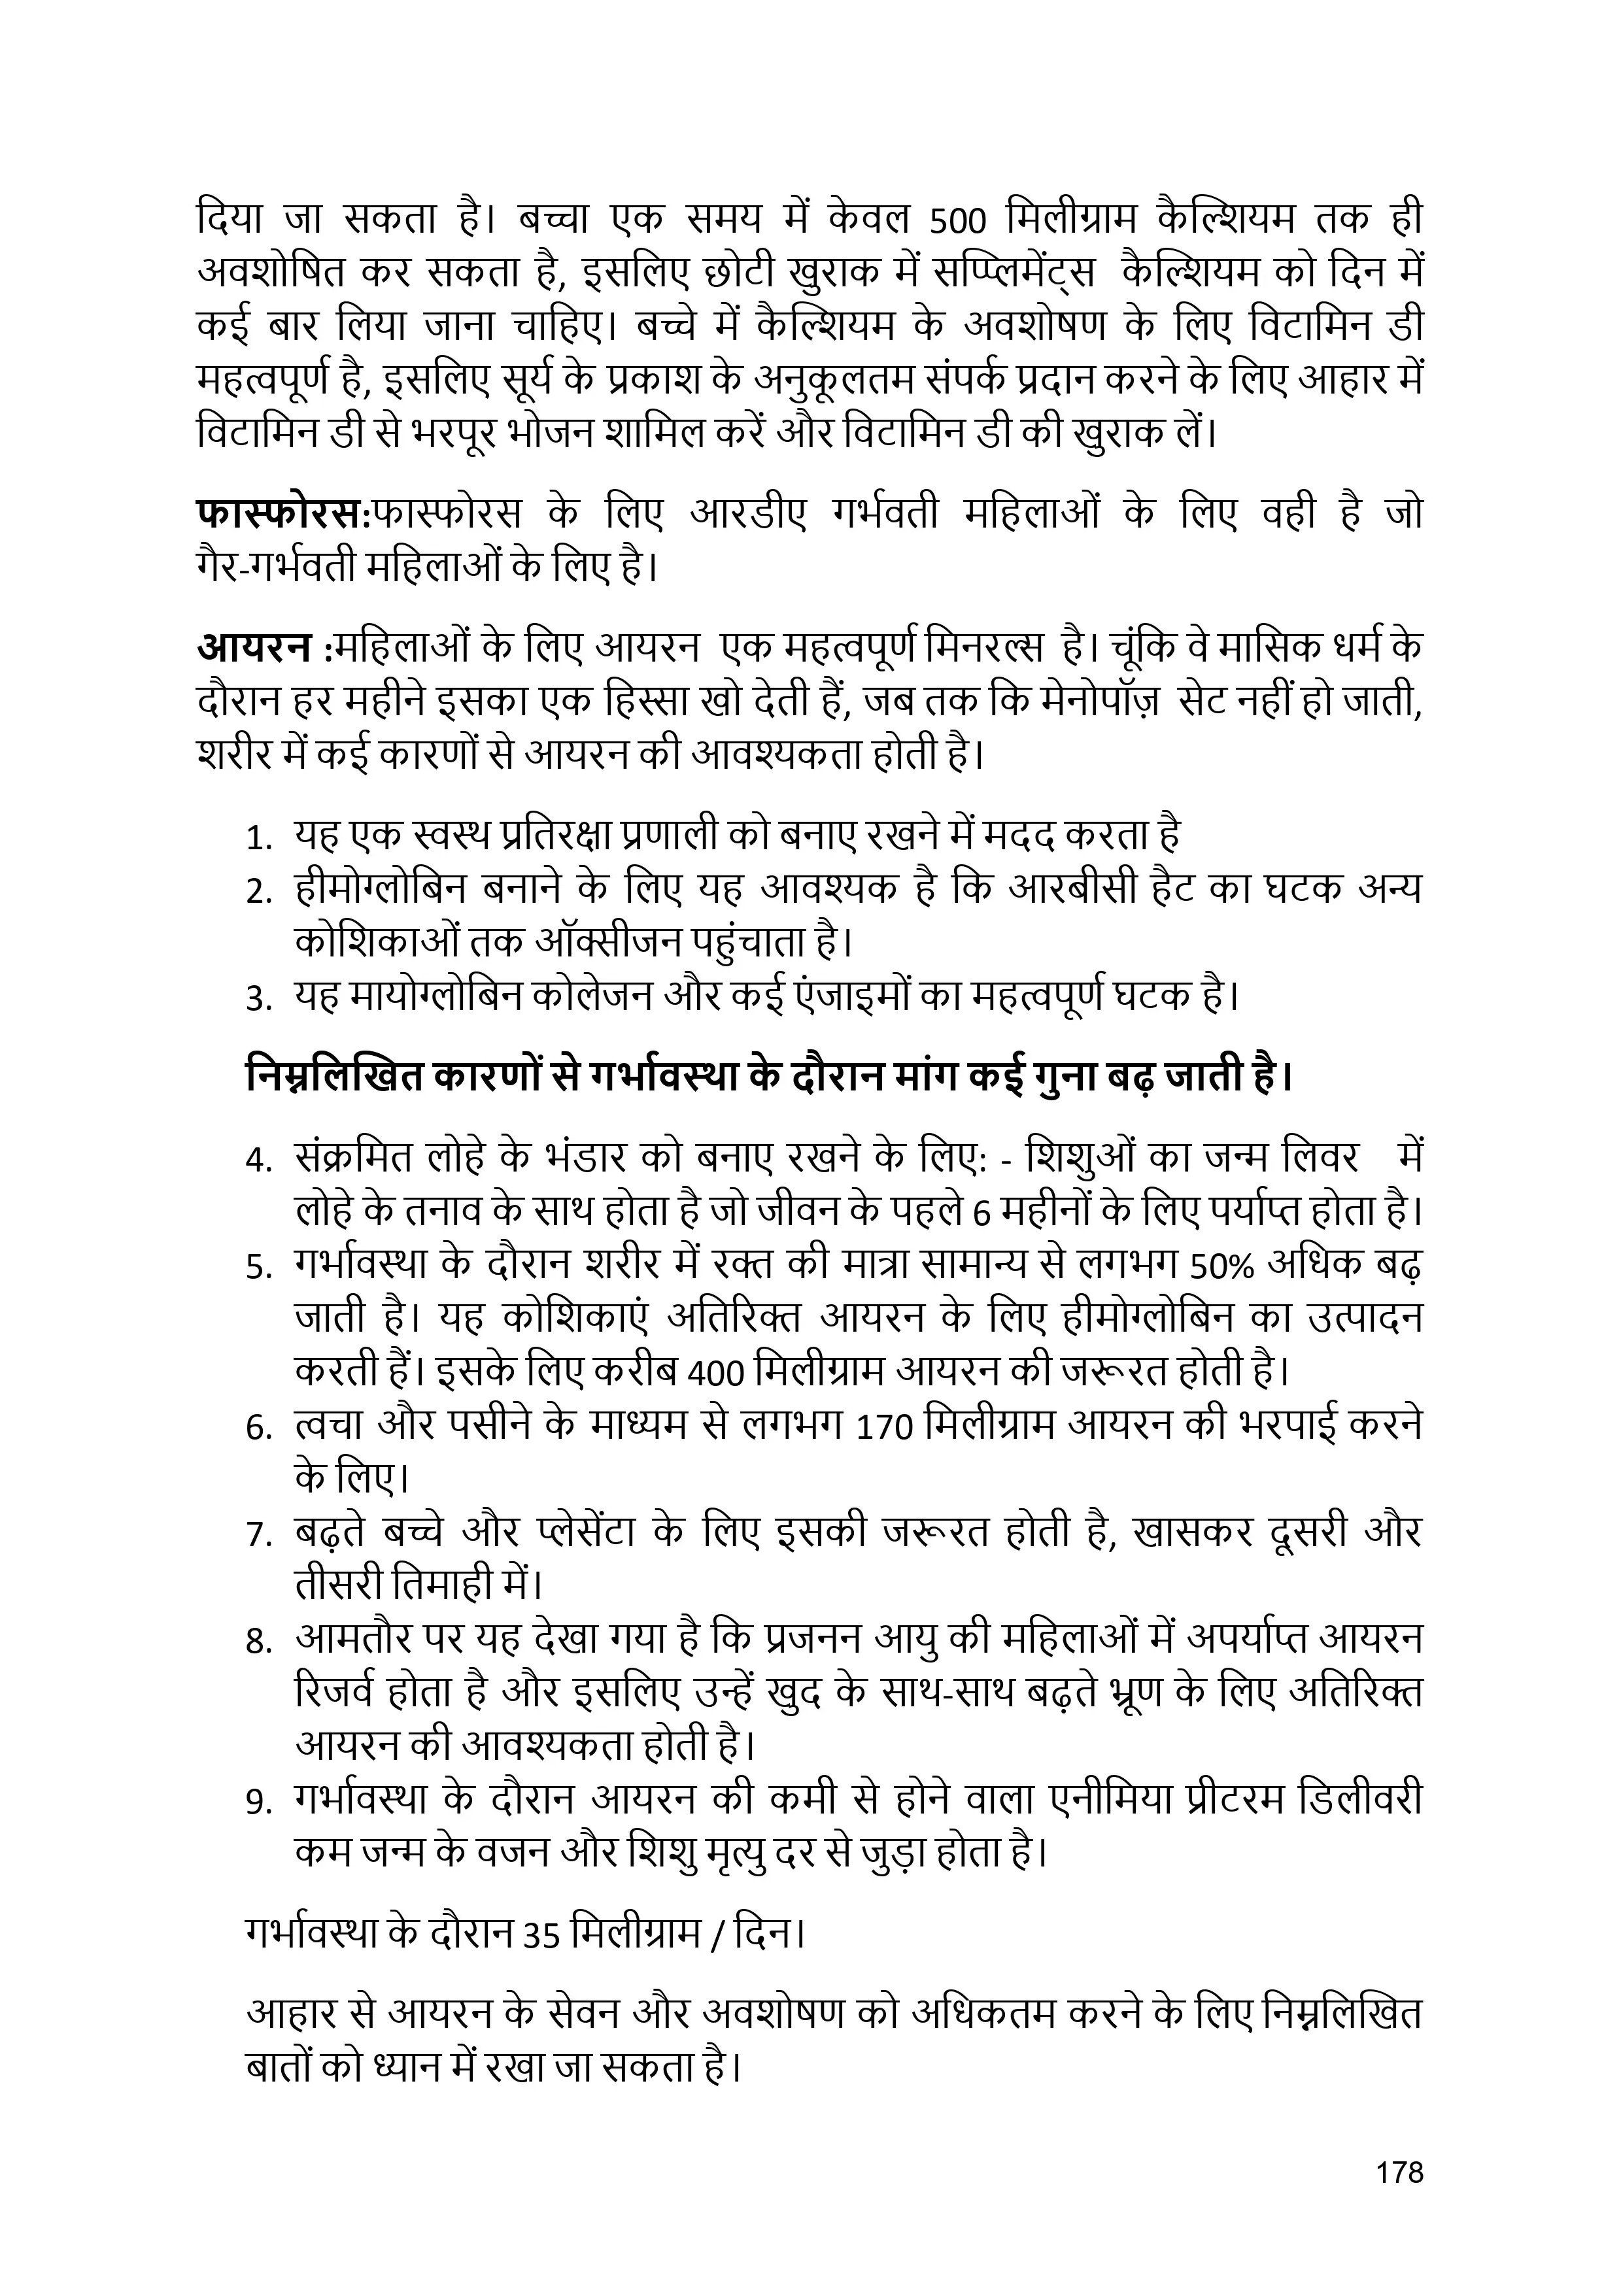 दिया जा सकता है। बच्चा एक समय में केवल 500 मिलीग्राम कैल्शियम तक ही
अवशोषित कर सकता है, इसलिए छोटी खुराक में सप्प्लिमेंट्स कैल्शियम को दिन में
कई बार लिया जाना चाहिए। बच्चे में कैल्शियम के अवशोषण के लिए विटामिन डी
महत्वपूर्ण है, इसलिए सूर्य के प्रकाश के अनुकूलतम संपर्क प्रदान करने के लिए आहार में
विटामिन डी से भरपूर भोजन शामिल करें और विटामिन डी की खुराक लें।
फास्फोरस:फास्फोरस के लिए आरडीए गर्भवती महिलाओं के लिए वही है जो
गैर-गर्भवती महिलाओं के लिए है।
आयरन :महिलाओं के लिए आयरन एक महत्वपूर्ण मिनरल्स है। चूंकि वे मासिक धर्म के
दौरान हर महीने इसका एक हिस्सा खो देती हैं, जब तक कि मेनोपॉज़ सेट नहीं हो जाती,
शरीर में कई कारणों से आयरन की आवश्यकता होती है।
1. यह एक स्वस्थ प्रतिरक्षा प्रणाली को बनाए रखने में मदद करता है
2. हीमोग्लोबिन बनाने के लिए यह आवश्यक है कि आरबीसी हैट का घटक अन्य
कोशिकाओं तक ऑक्सीजन पहुंचाता है।
3. यह मायोग्लोबिन कोलेजन और कई एंजाइमों का महत्वपूर्ण घटक है।
निम्नलिखित कारणों से गर्भावस्था के दौरान मांग कई गुना बढ़ जाती है।
4. संक्रमित लोहे के भंडार को बनाए रखने के लिए: - शिशुओं का जन्म लिवर में
लोहे के तनाव के साथ होता है जो जीवन के पहले 6 महीनों के लिए पर्याप्त होता है।
5. गर्भावस्था के दौरान शरीर में रक्त की मात्रा सामान्य से लगभग 50% अधिक बढ़
जाती है। यह कोशिकाएं अतिरिक्त आयरन के लिए हीमोग्लोबिन का उत्पादन
करती हैं। इसके लिए करीब 400 मिलीग्राम आयरन की जरूरत होती है।
6. त्वचा और पसीने के माध्यम से लगभग 170 मिलीग्राम आयरन की भरपाई करने
के लिए।
7. बढ़ते बच्चे और प्लेसेंटा के लिए इसकी जरूरत होती है, खासकर दूसरी और
तीसरी तिमाही में।
8. आमतौर पर यह देखा गया है कि प्रजनन आयु की महिलाओं में अपर्याप्त आयरन
रिजर्व होता है और इसलिए उन्हें खुद के साथ-साथ बढ़ते भ्रूण के लिए अतिरिक्त
आयरन की आवश्यकता होती है।
9. गर्भावस्था के दौरान आयरन की कमी से होने वाला एनीमिया प्रीटरम डिलीवरी
कम जन्म के वजन और शिशु मृत्यु दर से जुड़ा होता है।
गर्भावस्था के दौरान 35 मिलीग्राम / दिन।
आहार से आयरन के सेवन और अवशोषण को अधिकतम करने के लिए निम्नलिखित
बातों को ध्यान में रखा जा सकता है।
178